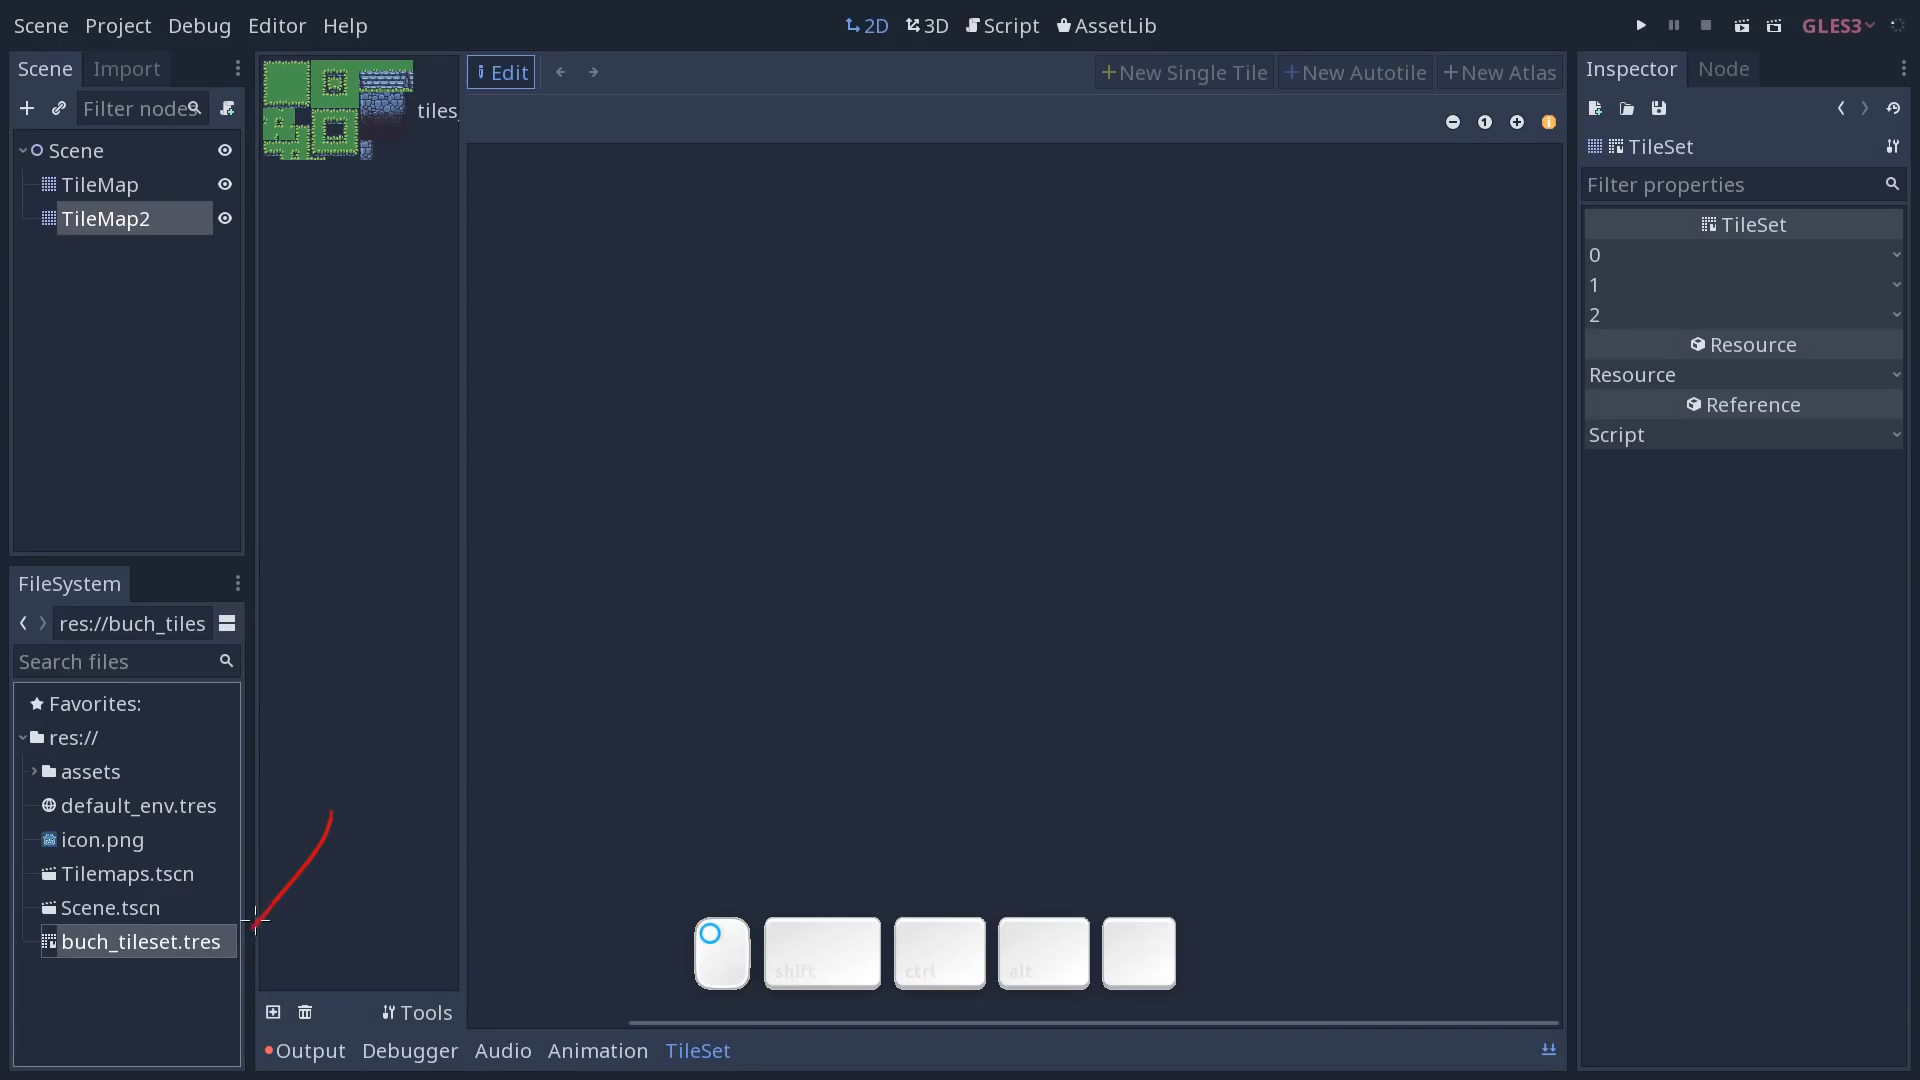 Scene Project Debug Editor Help 2D 3D Script AssetLib GLES3
Scene Import
Filter nodes
Scene
TileMap
TileMap2
FileSystem
res://buch_tiles
Search files
Favorites:
res://
assets
default_env.tres
icon.png
Tilemaps.tscn
Scene.tscn
buch_tileset.tres
tiles_
Edit New Single Tile New Autotile New Atlas
1
shift ctrl alt
Tools
Output Debugger Audio Animation TileSet
Inspector Node
TileSet
Filter properties
TileSet
0
1
2
Resource
Resource
Reference
Script